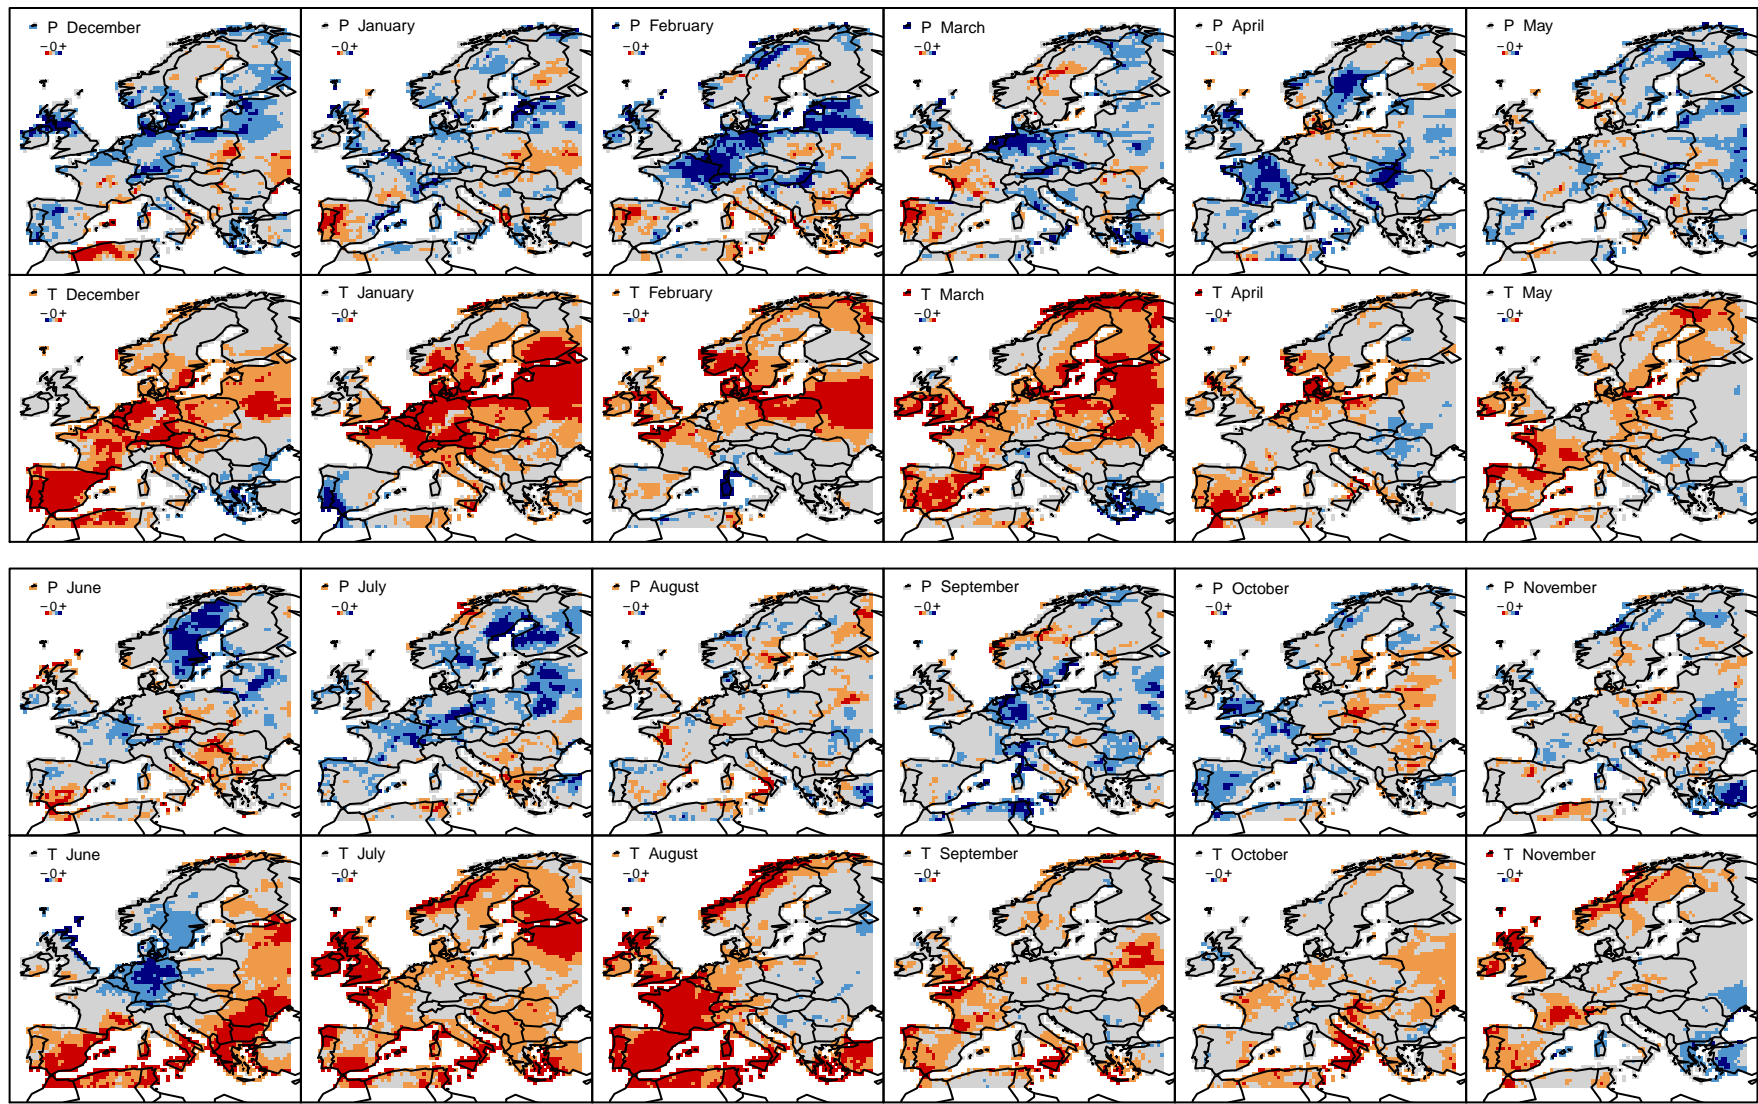 P December
−0+
P January
−0+
P February
−0+
P March
−0+
P April
−0+
P May
−0+
T December
−0+
T January
−0+
T February
−0+
T March
−0+
T April
−0+
T May
−0+
P June
−0+
P July
−0+
P August
−0+
P September
−0+
P October
−0+
P November
−0+
T June
−0+
T July
−0+
T August
−0+
T September
−0+
T October
−0+
T November
−0+